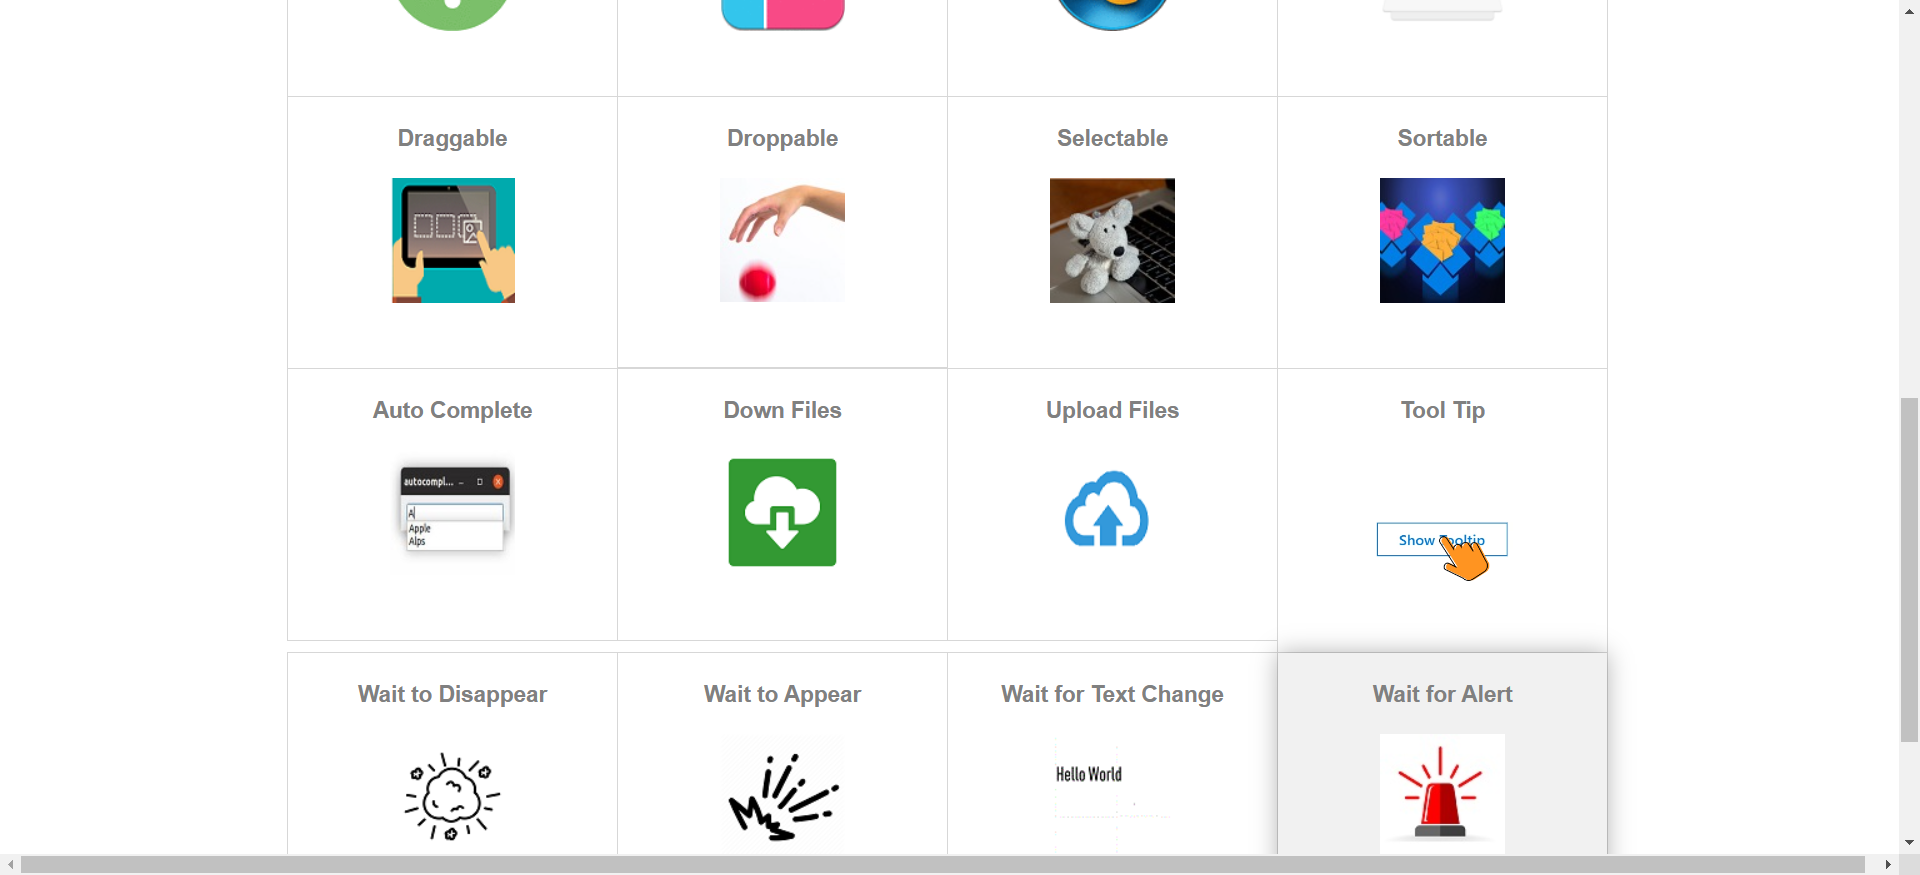 Draggable
Droppable
Selectable
Sortable
Auto Complete
Down Files
Upload Files
Tool Tip
autocompl...
A
Apple
Alps
Show Tooltip
Wait to Disappear
Wait to Appear
Wait for Text Change
Wait for Alert
Hello World